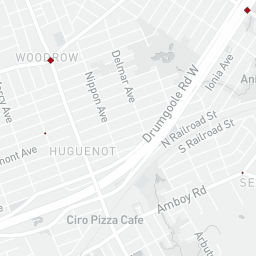 WOODROW
Delmar Ave
Nippon Ave
Drumgoole Rd W
Ionia Ave
N Railroad St
S Railroad St
HUGUENOT
Amboy Rd
Ciro Pizza Cafe